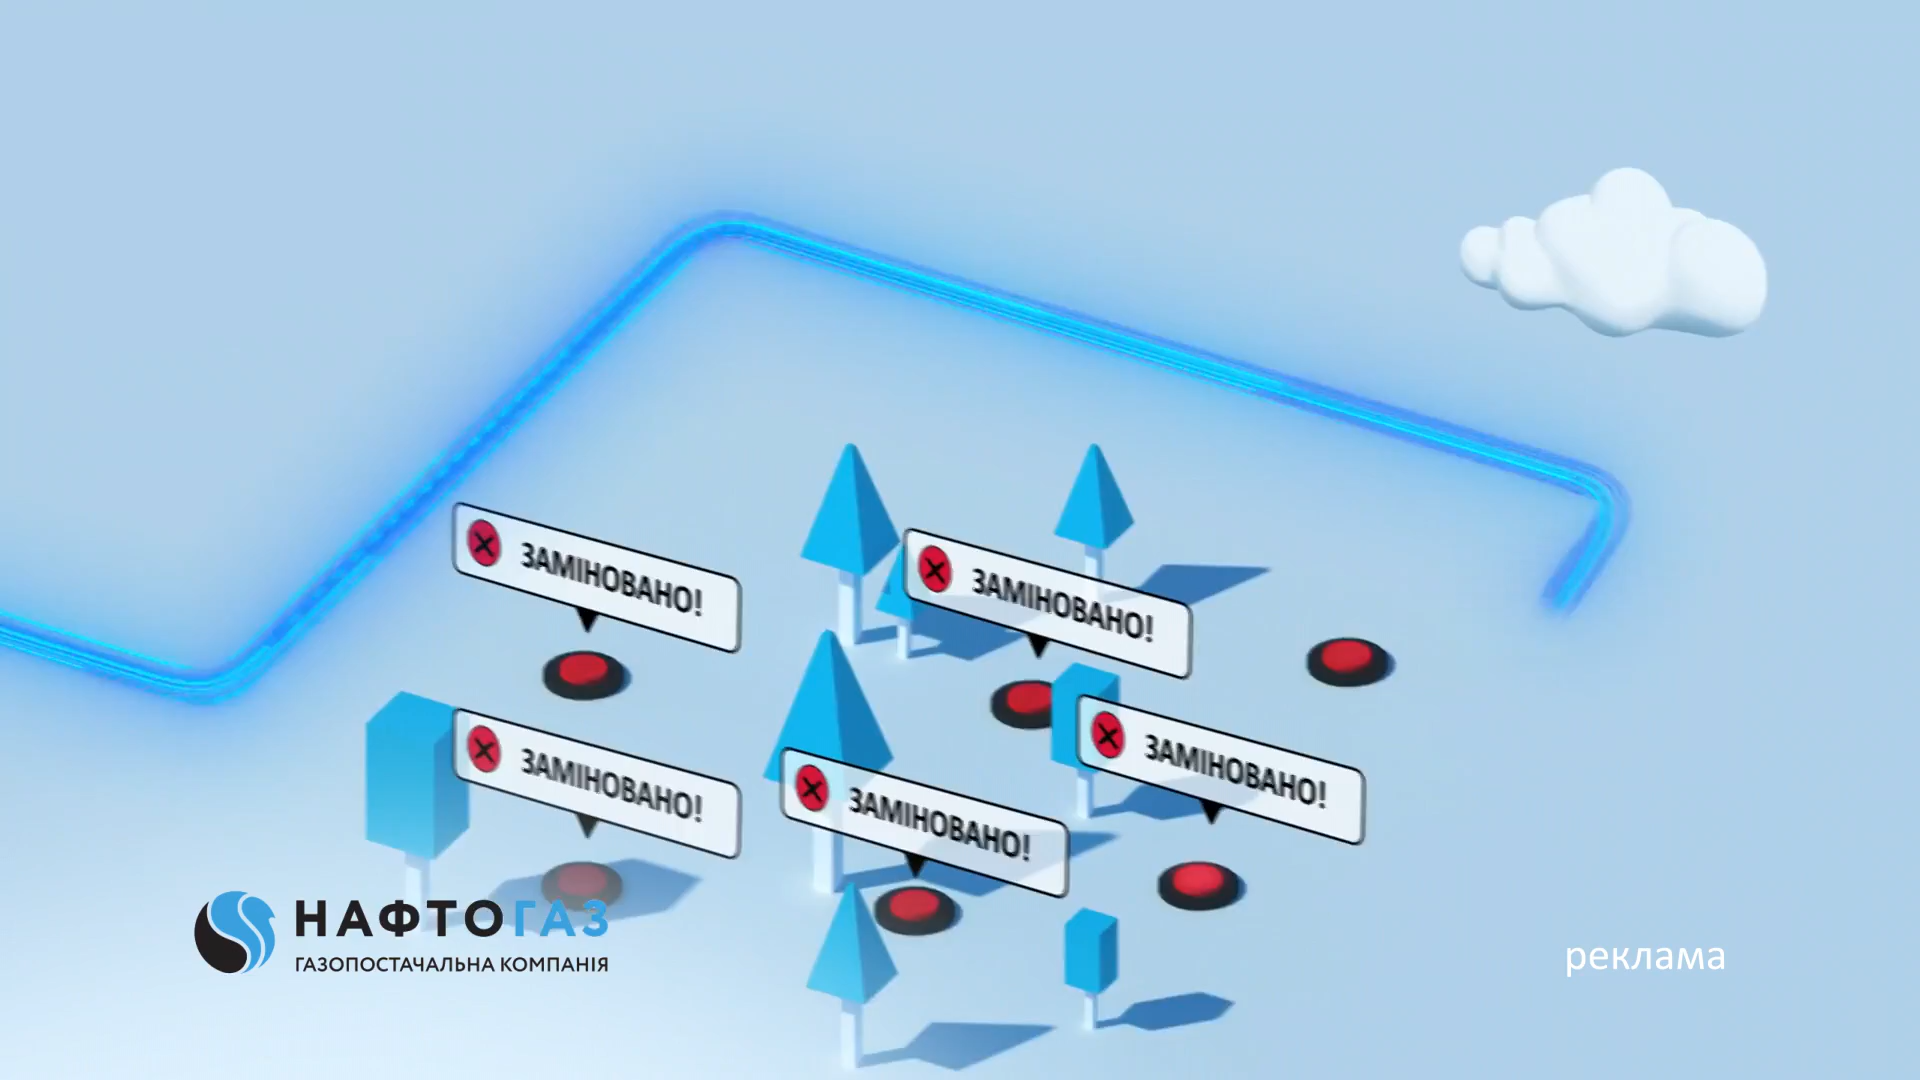 ЗАМІНОВАНО!
ЗАМІНОВАНО!
ЗАМІНОВАНО!
ЗАМІНОВАНО!
ЗАМІНОВАНО!
НАФТОГАЗ
ГАЗОПОСТАЧАЛЬНА КОМПАНІЯ
реклама